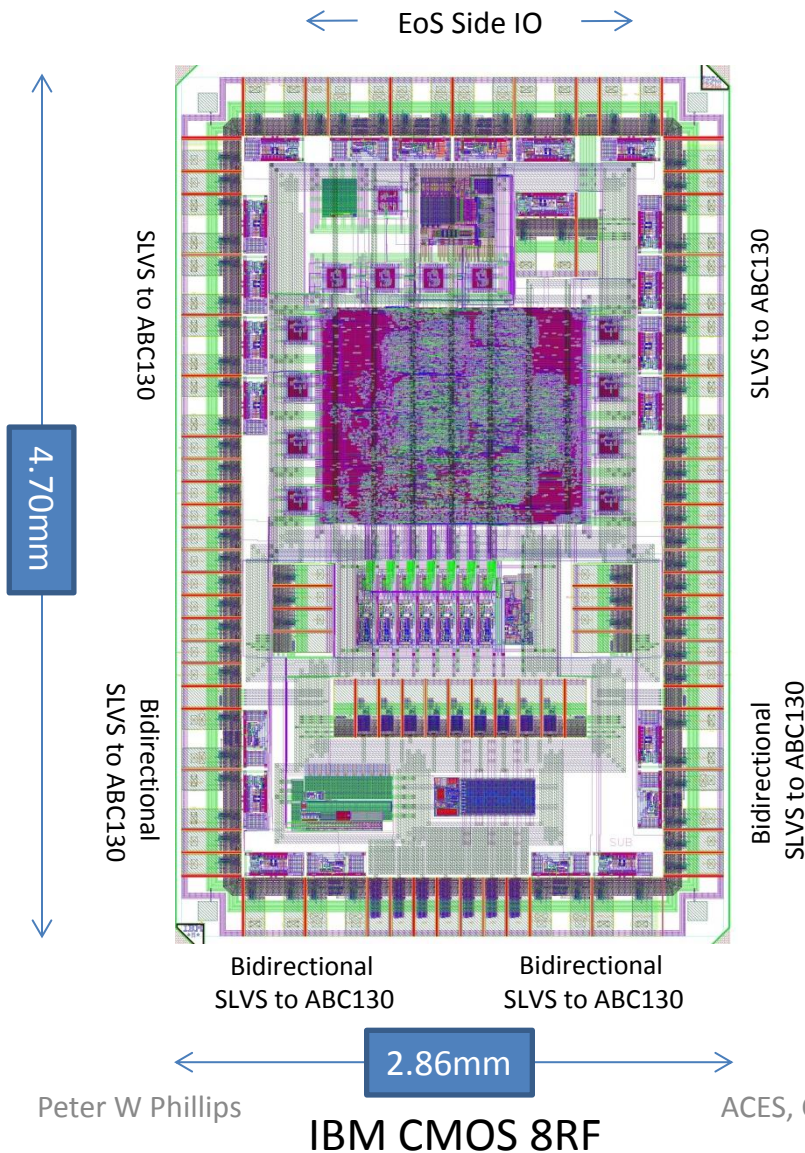 EoS Side IO
SLVS to ABC130
SLVS to ABC130
4.70mm
Bidirectional
SLVS to ABC130
Bidirectional
SLVS to ABC130
SUB
Bidirectional
SLVS to ABC130
Bidirectional
SLVS to ABC130
2.86mm
Peter W Phillips
ACES,
IBM CMOS 8RF